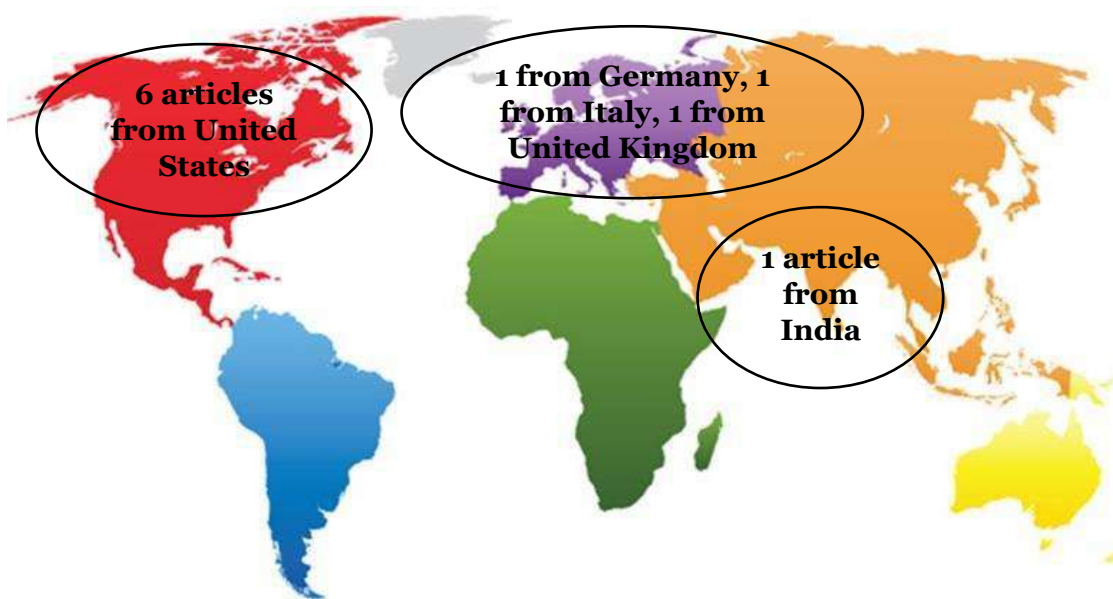 6 articles
from United
States
1 from Germany, 1
from Italy, 1 from
United Kingdom
1 article
from
India